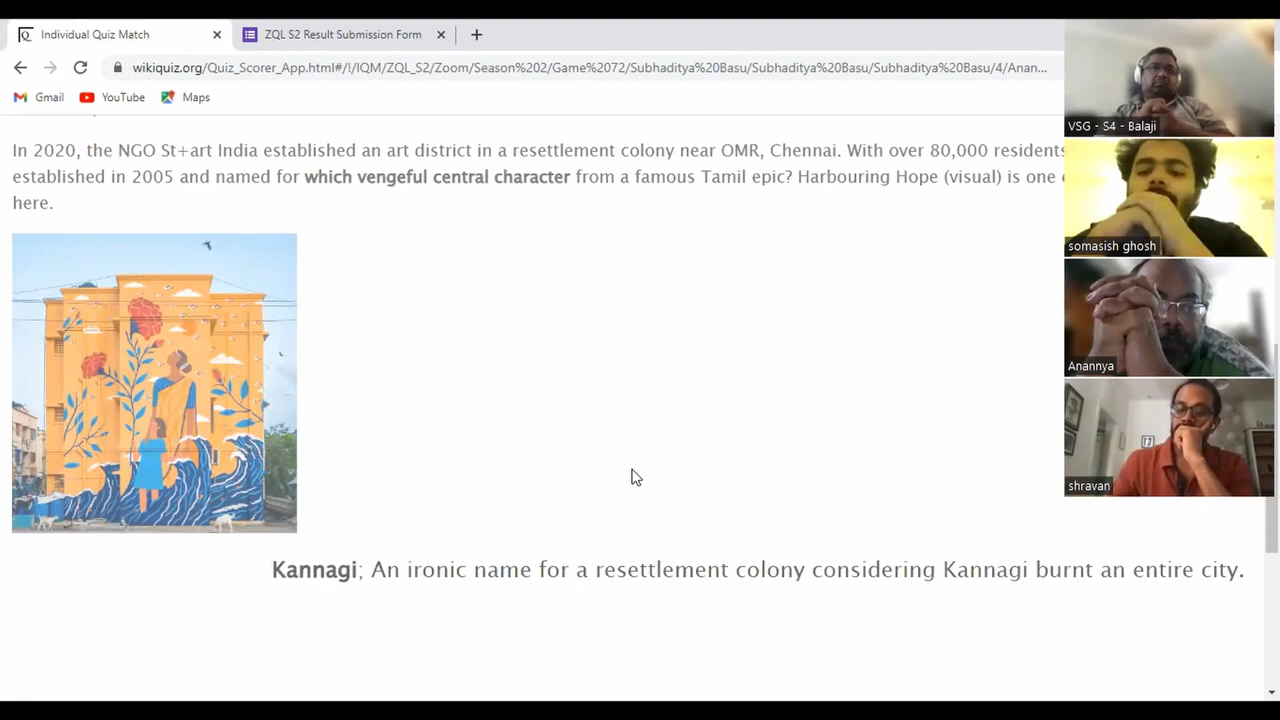 Individual Quiz Match
ZQL S2 Result Submission Form
wikiquiz.org/Quiz_Scorer_App.html#/I/IQM/ZQL_S2/Zoom/Season%202/Game%2072/Subhaditya%20Basu/Subhaditya%20Basu/Subhaditya%20Basu/4/Anan...
Gmail YouTube Maps
In 2020, the NGO St+art India established an art district in a resettlement colony near OMR, Chennai. With over 80,000 residents
established in 2005 and named for which vengeful central character from a famous Tamil epic? Harbouring Hope (visual) is one
here.
Kannagi; An ironic name for a resettlement colony considering Kannagi burnt an entire city.
VSG - S4 - Balaji
somasish ghosh
Anannya
shravan